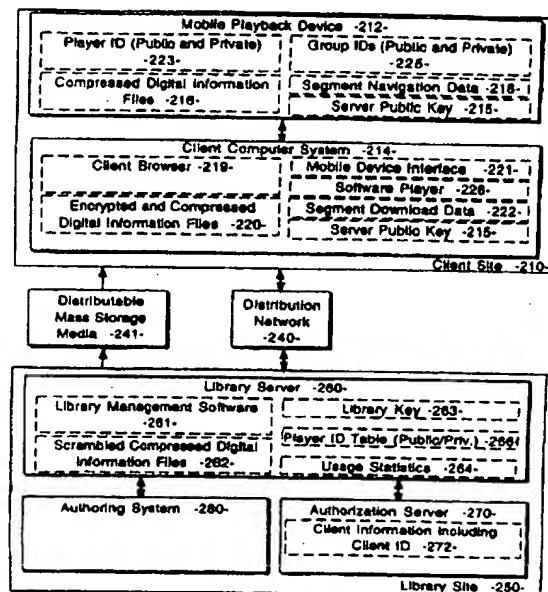 Mobile Playback Device -212-
Player ID (Public and Private)
-223-
Group IDs (Public and Private)
-225-
Compressed Digital Information
Files -216-
Segment Navigation Data -218-
Server Public Key -215-
Client Computer System -214-
Client Browser -219-
Mobile Device Interface -221-
Software Player -226-
Encrypted and Compressed
Digital Information Files -220-
Segment Download Data -222-
Server Public Key -215-
Client Site -210-
Distributable
Mass Storage
Media -241-
Distribution
Network
-240-
Library Server -260-
Library Management Software
-261-
Library Key -263-
Player ID Table (Public/Priv.) -266-
Scrambled Compressed Digital
Information Files -262-
Usage Statistics -264-
Authoring System -280-
Authorization Server -270-
Client Information Including
Client ID -272-
Library Site -250-